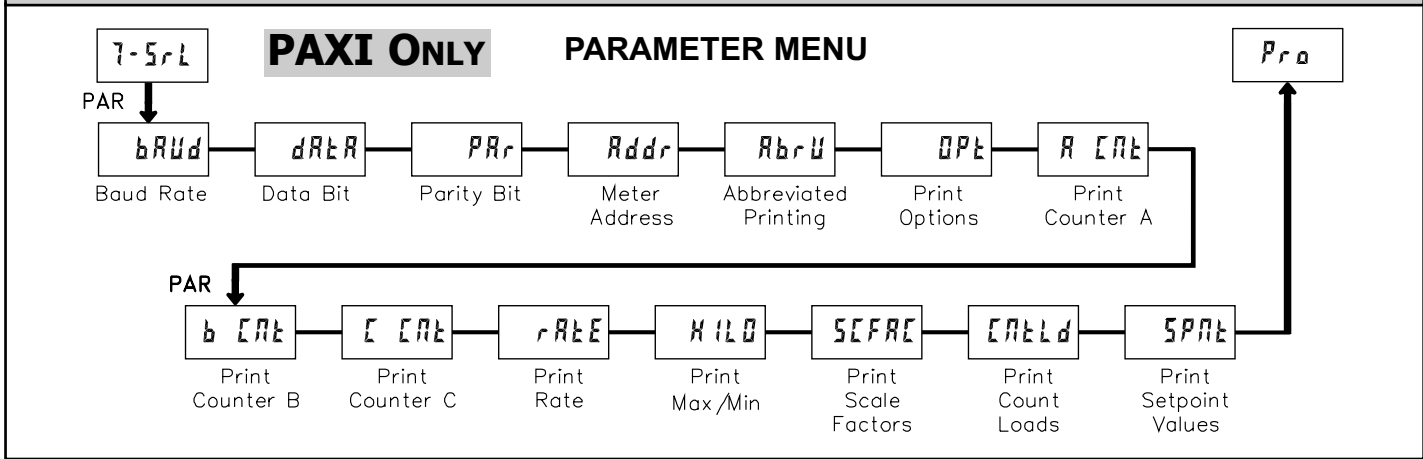 7-SrL
PAXI ONLY
PARAMETER MENU
Pro
PAR
bAUd
dAtA
PAr
Addr
AbrU
OPt
A CNt
Baud Rate
Data Bit
Parity Bit
Meter
Address
Abbreviated
Printing
Print
Options
Print
Counter A
PAR
b CNt
C CNt
rAtE
HILO
SCFAC
CNtLd
SPNt
Print
Counter B
Print
Counter C
Print
Rate
Print
Max/Min
Print
Scale
Factors
Print
Count
Loads
Print
Setpoint
Values